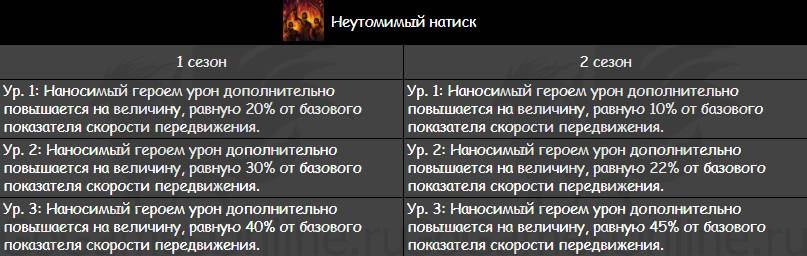 Неутомимый натиск
1 сезон
2 сезон
Ур. 1: Наносимый героем урон дополнительно
повышается на величину, равную 20% от базового
показателя скорости передвижения.
Ур. 1: Наносимый героем урон дополнительно
повышается на величину, равную 10% от базового
показателя скорости передвижения.
Ур. 2: Наносимый героем урон дополнительно
повышается на величину, равную 30% от базового
показателя скорости передвижения.
Ур. 2: Наносимый героем урон дополнительно
повышается на величину, равную 22% от базового
показателя скорости передвижения.
Ур. 3: Наносимый героем урон дополнительно
повышается на величину, равную 40% от базового
показателя скорости передвижения.
Ур. 3: Наносимый героем урон дополнительно
повышается на величину, равную 45% от базового
показателя скорости передвижения.